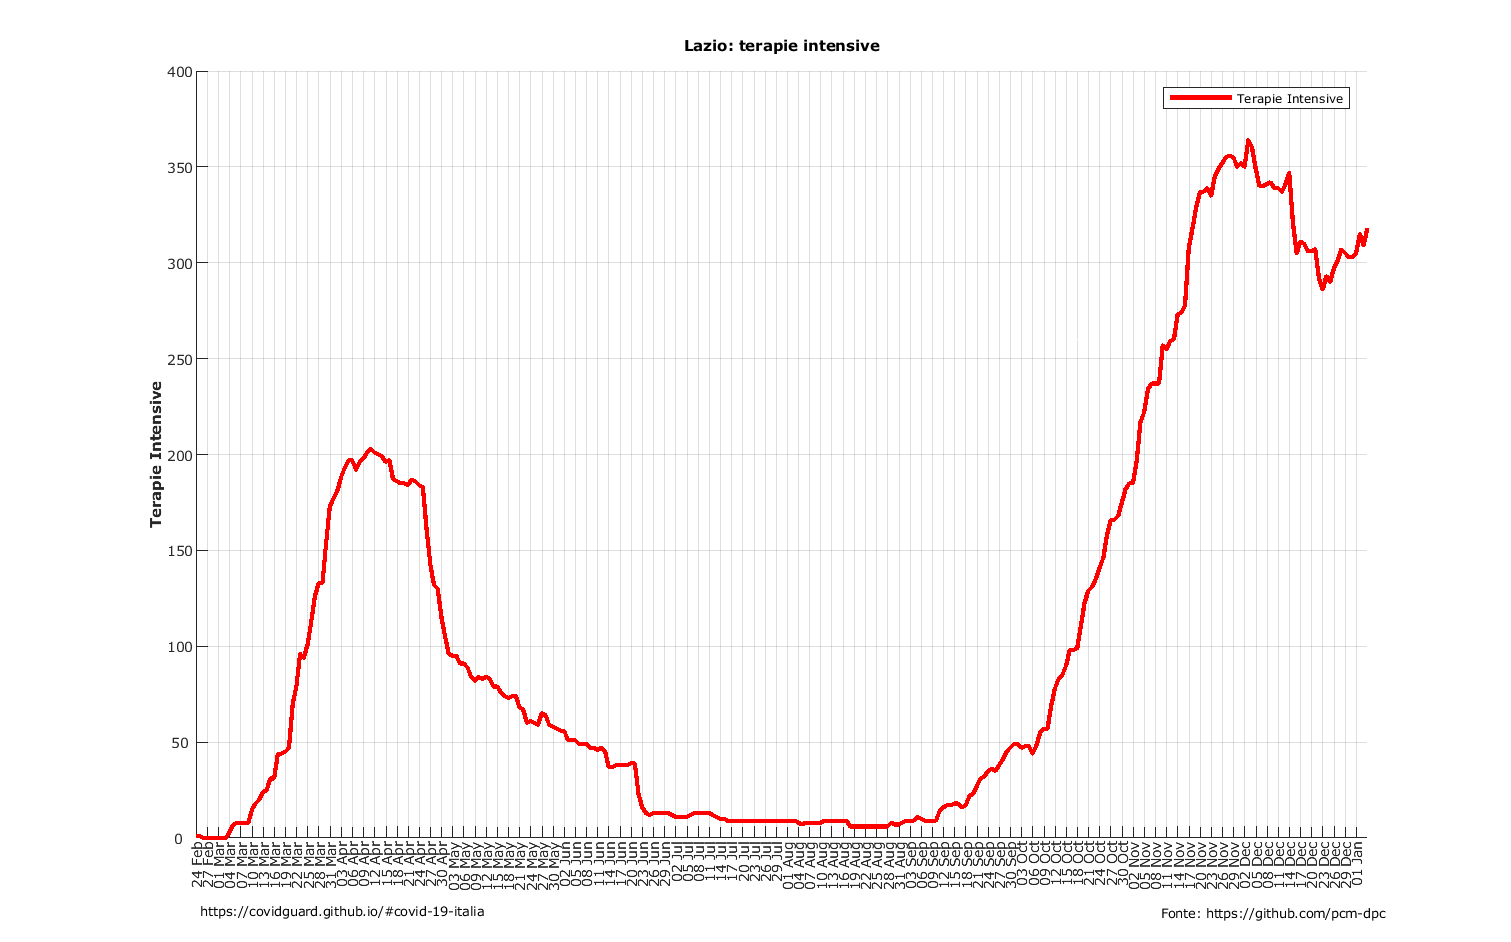 Lazio: terapie intensive
Terapie Intensive
400
350
300
250
200
150
100
50
0
Terapie Intensive
24 Feb
27 Feb
01 Mar
04 Mar
07 Mar
10 Mar
13 Mar
16 Mar
19 Mar
22 Mar
25 Mar
28 Mar
31 Mar
03 Apr
06 Apr
09 Apr
12 Apr
15 Apr
18 Apr
21 Apr
24 Apr
27 Apr
30 Apr
03 May
06 May
09 May
12 May
15 May
18 May
21 May
24 May
27 May
30 May
02 Jun
05 Jun
08 Jun
11 Jun
14 Jun
17 Jun
20 Jun
23 Jun
26 Jun
29 Jun
02 Jul
05 Jul
08 Jul
11 Jul
14 Jul
17 Jul
20 Jul
23 Jul
26 Jul
29 Jul
01 Aug
04 Aug
07 Aug
10 Aug
13 Aug
16 Aug
19 Aug
22 Aug
25 Aug
28 Aug
31 Aug
03 Sep
06 Sep
09 Sep
12 Sep
15 Sep
18 Sep
21 Sep
24 Sep
27 Sep
30 Sep
03 Oct
06 Oct
09 Oct
12 Oct
15 Oct
18 Oct
21 Oct
24 Oct
27 Oct
30 Oct
02 Nov
05 Nov
08 Nov
11 Nov
14 Nov
17 Nov
20 Nov
23 Nov
26 Nov
29 Nov
02 Dec
05 Dec
08 Dec
11 Dec
14 Dec
17 Dec
20 Dec
23 Dec
26 Dec
29 Dec
01 Jan
https://covidguard.github.io/#covid-19-italia
Fonte: https://github.com/pcm-dpc